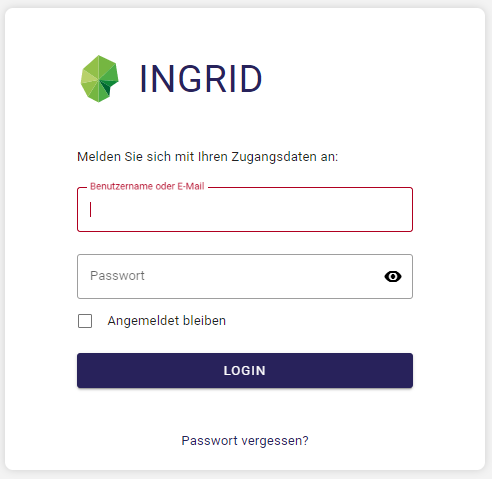 INGRID
Melden Sie sich mit Ihren Zugangsdaten an:
Benutzername oder E-Mail
Passwort
Angemeldet bleiben
LOGIN
Passwort vergessen?